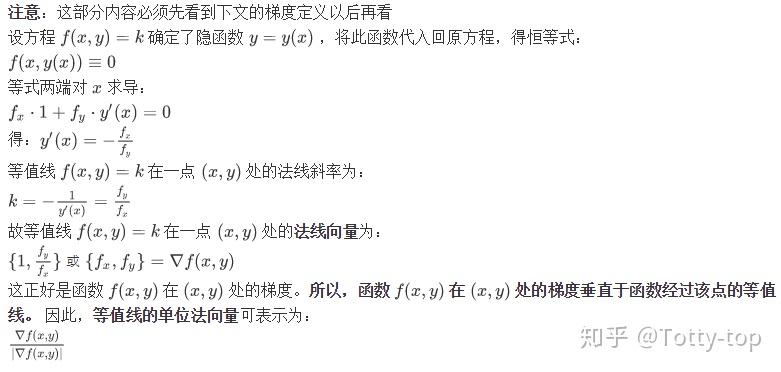 注意：这部分内容必须先看到下文的梯度定义以后再看
设方程 f(x, y) = k 确定了隐函数 y = y(x) ，将此函数代入回原方程，得恒等式：
f(x, y(x)) ≡ 0
等式两端对 x 求导：
f_x · 1 + f_y · y′(x) = 0
得：y′(x) = −\frac{f_x}{f_y}
等值线 f(x, y) = k 在一点 (x, y) 处的法线斜率为：
k = −\frac{1}{y′(x)} = \frac{f_y}{f_x}
故等值线 f(x, y) = k 在一点 (x, y) 处的法线向量为：
{1, \frac{f_y}{f_x}} 或 {f_x, f_y} = ∇f(x, y)
这正好是函数 f(x, y) 在 (x, y) 处的梯度。所以，函数 f(x, y) 在 (x, y) 处的梯度垂直于函数经过该点的等值
线。 因此，等值线的单位法向量可表示为：
\frac{∇f(x,y)}{|∇f(x,y)|}
知乎 @Totty-top